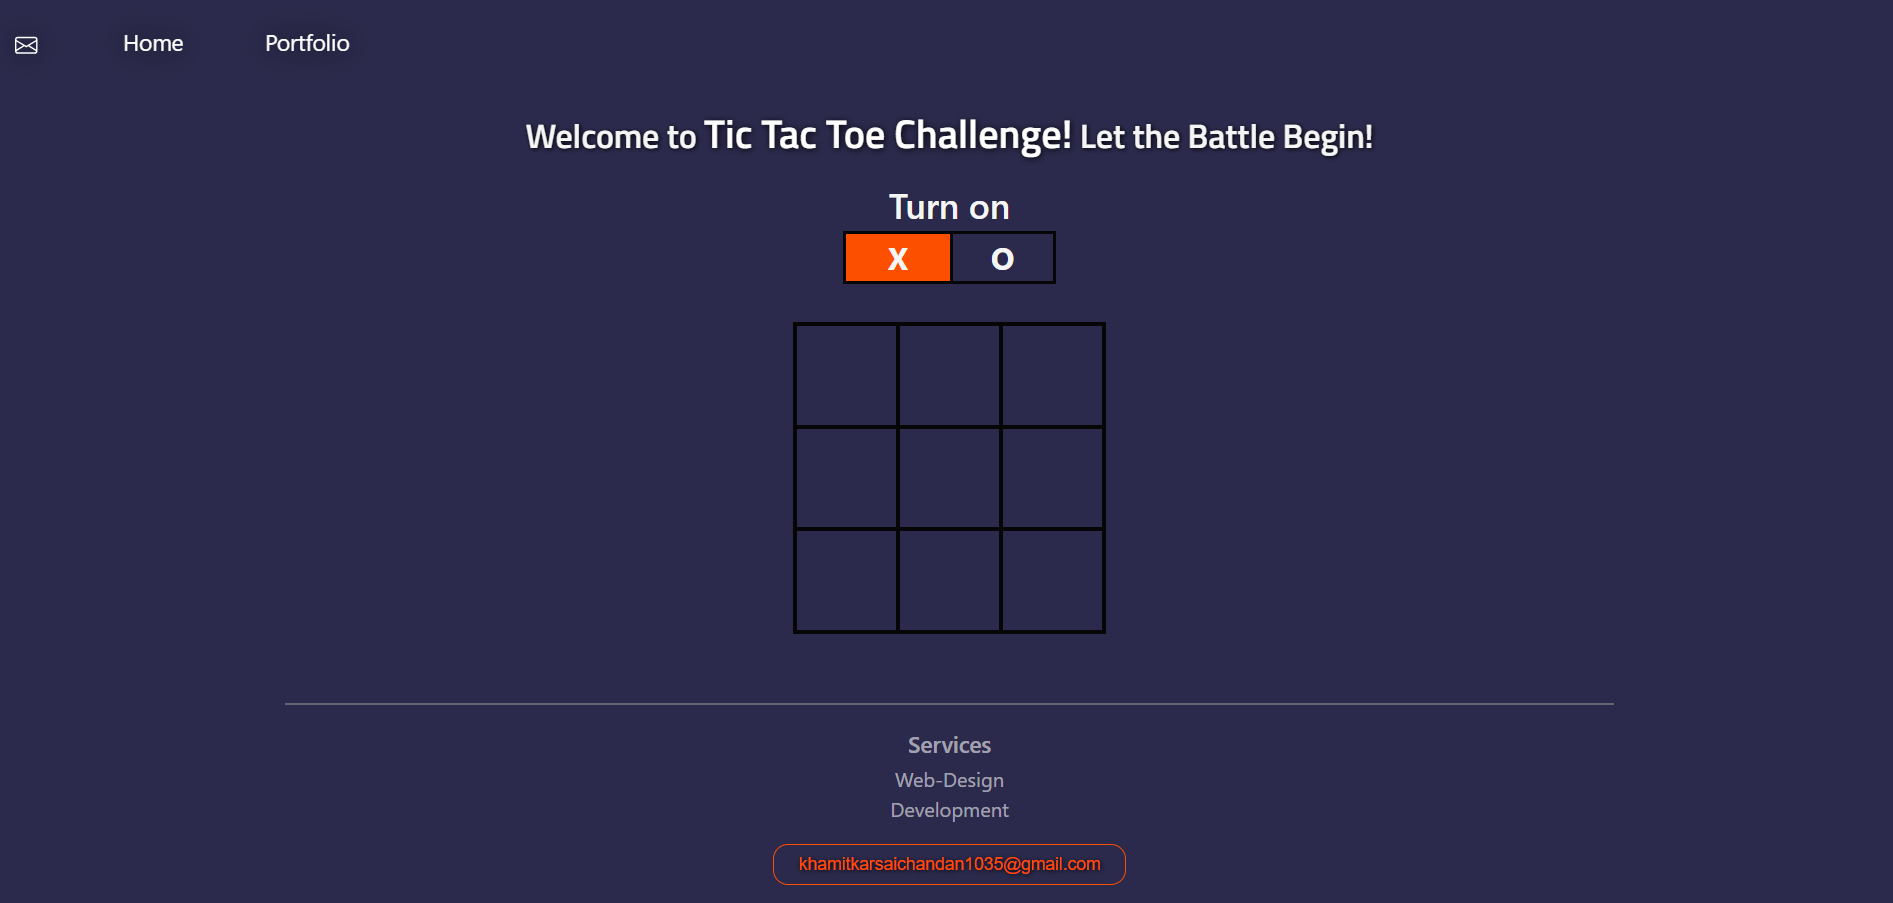 Home Portfolio
Welcome to Tic Tac Toe Challenge! Let the Battle Begin!
Turn on
X O
Services
Web-Design
Development
khamitkarsaichandan1035@gmail.com